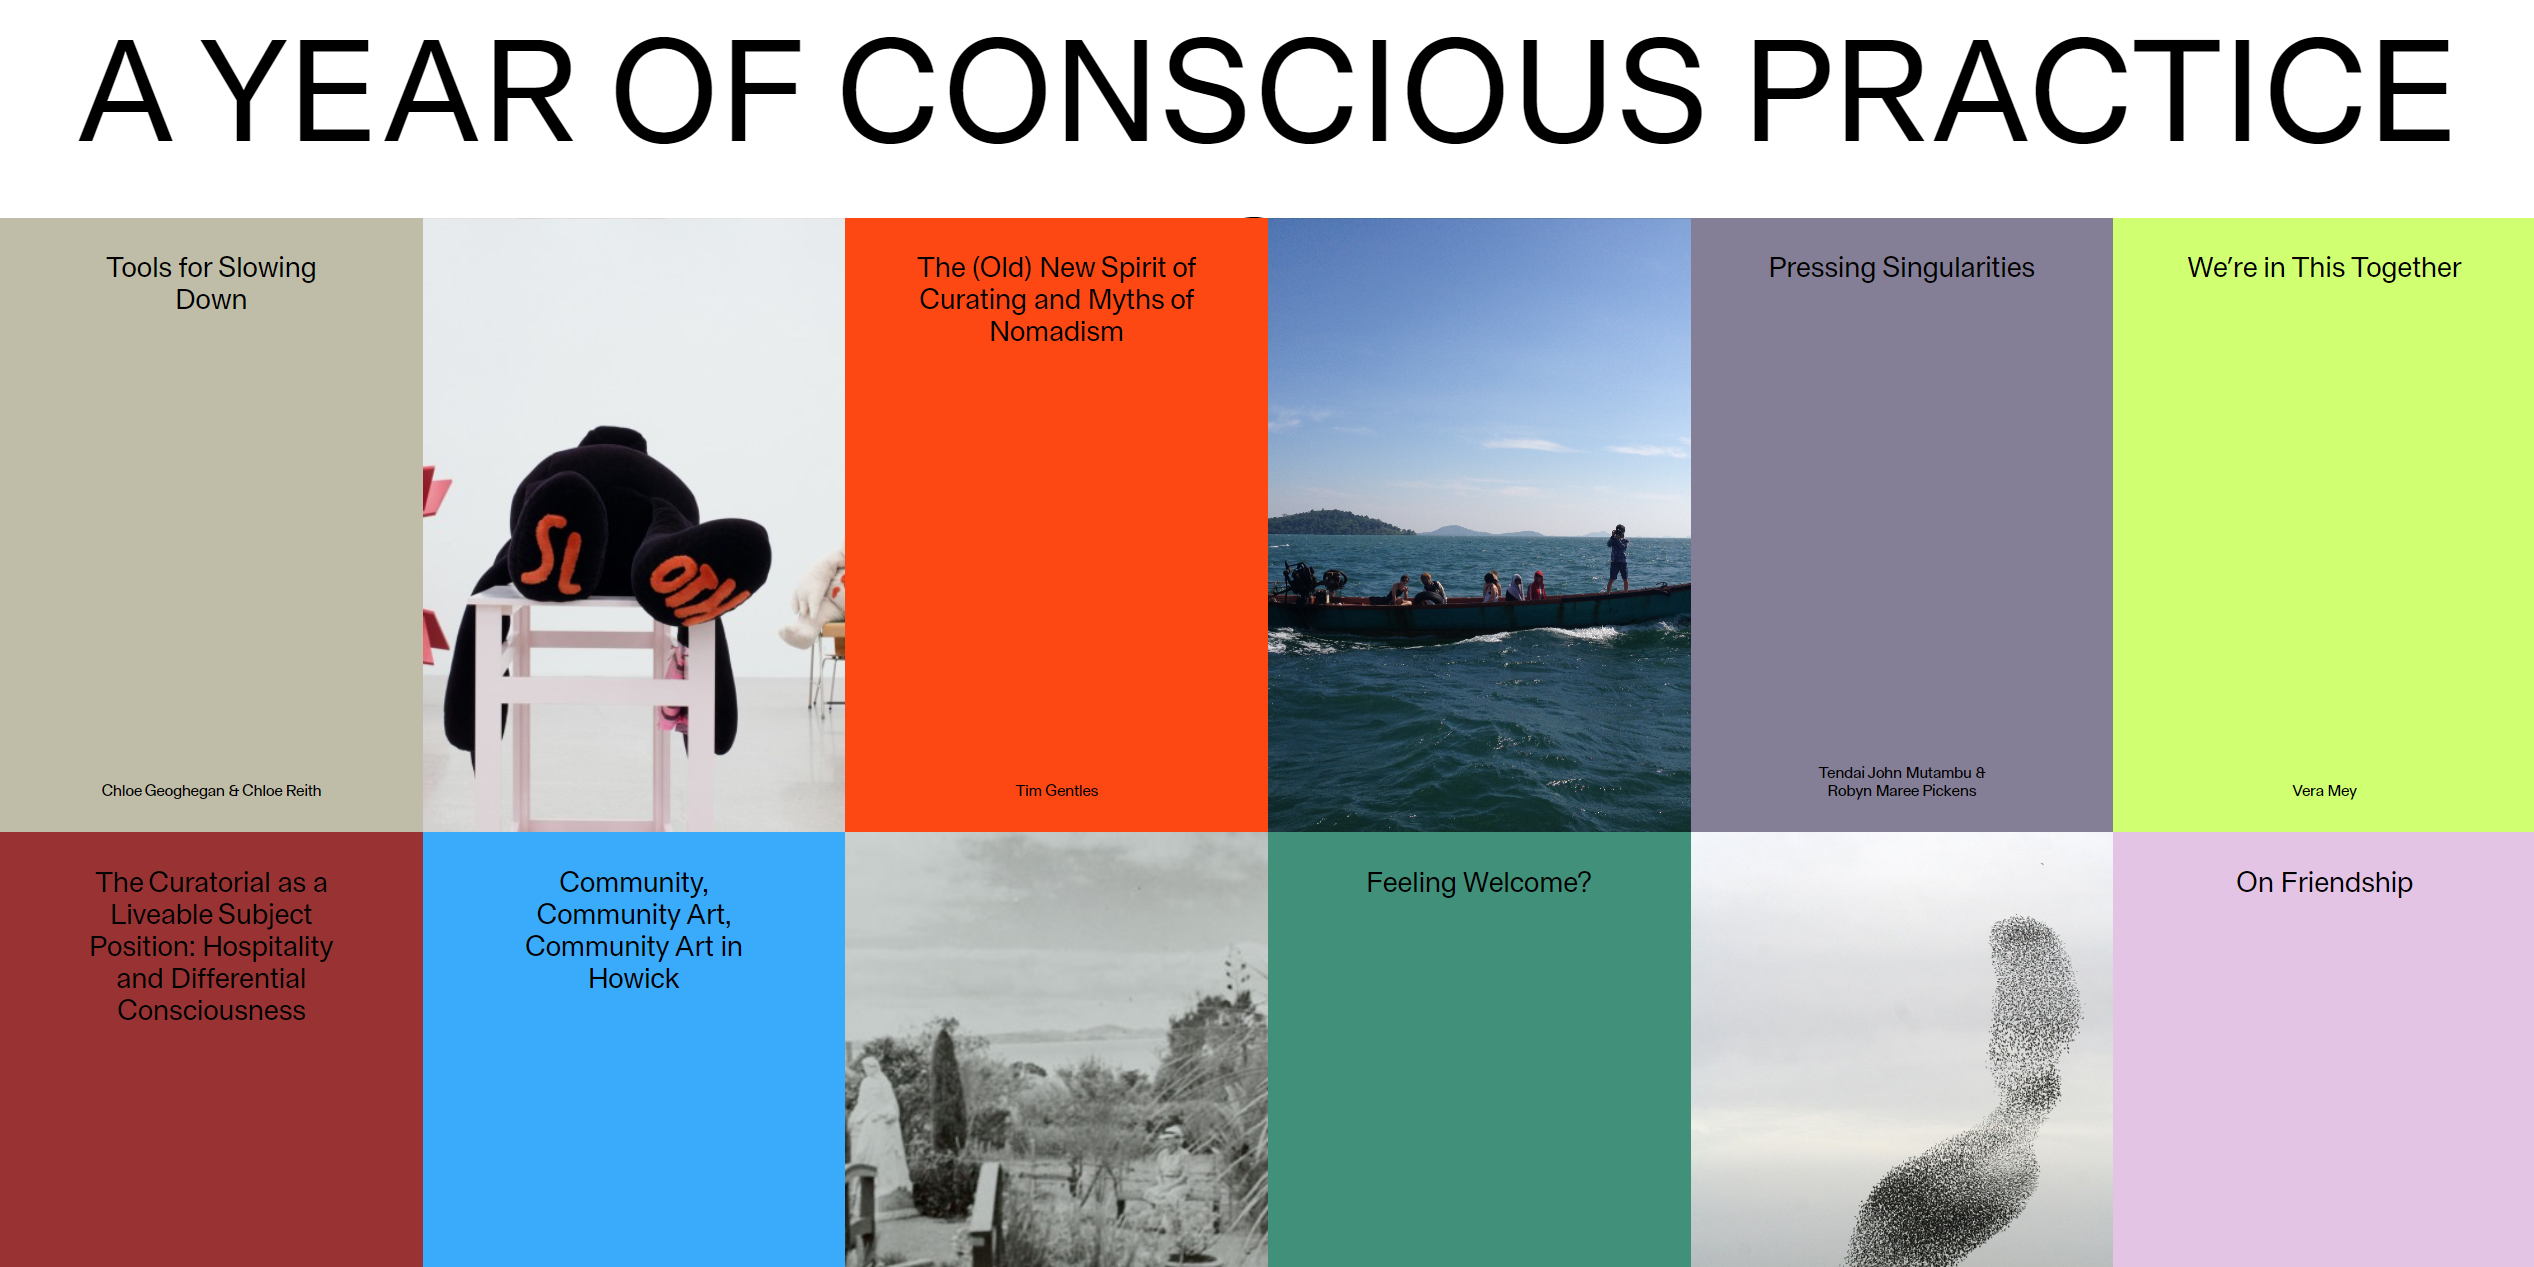 A YEAR OF CONSCIOUS PRACTICE
Tools for Slowing
Down
Chloe Geoghegan & Chloe Reith
SL
OTH
The (Old) New Spirit of
Curating and Myths of
Nomadism
Tim Gentles
Pressing Singularities
Tendai John Mutambu &
Robyn Maree Pickens
We’re in This Together
Vera Mey
The Curatorial as a
Liveable Subject
Position: Hospitality
and Differential
Consciousness
Community,
Community Art,
Community Art in
Howick
Feeling Welcome?
On Friendship